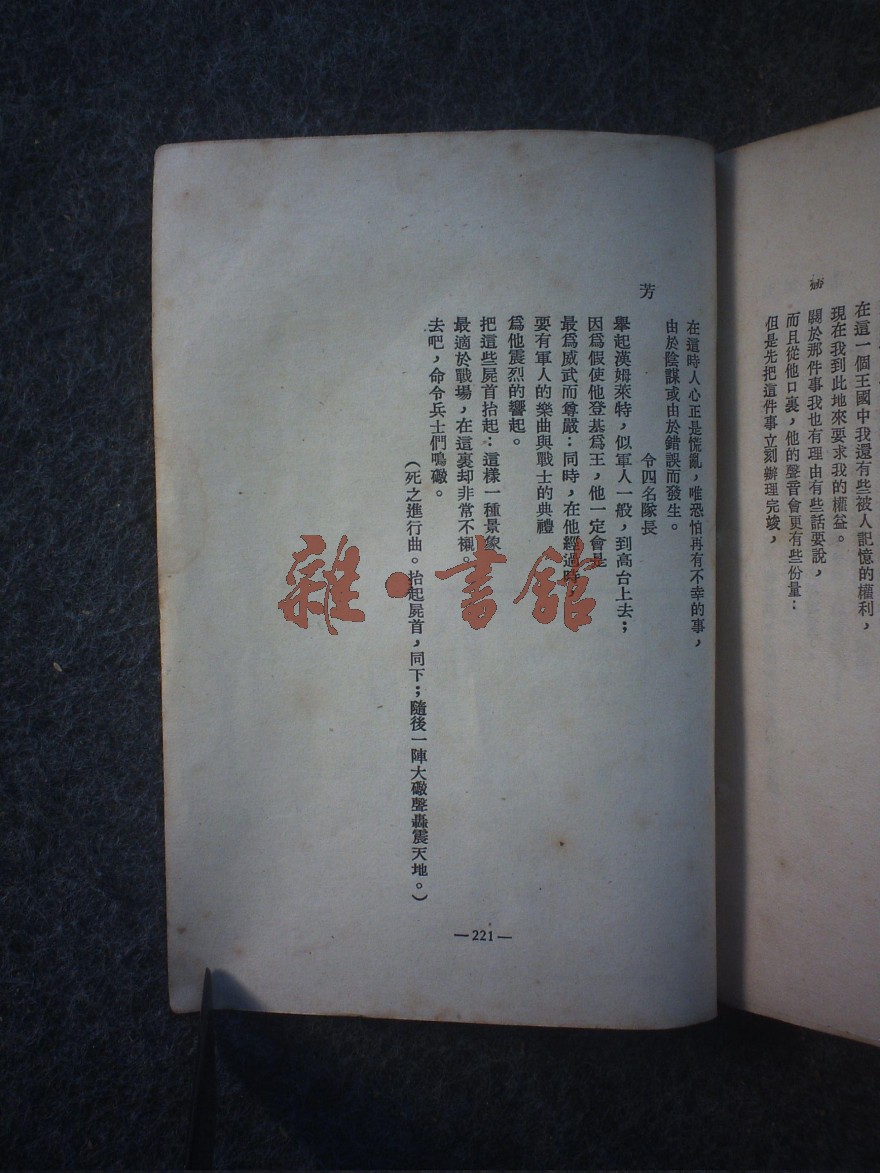 在這一個王國中我還有些被人記憶的權利，
現在我到此地來要求我的權益。
關於那件事我也有理由有些話要說，
而且從他口裏，他的聲音會更有些份量：
但是先把這件事立刻辦理完竣，
在這時人心正是慌亂，唯恐怕再有不幸的事，
由於陰謀或由於錯誤而發生。
芳
令四名隊長
舉起漢姆萊特，似軍人一般，到高台上去；
因為假使他登基為王，他一定會是
最為威武而尊嚴：同時，在他經過時
要有軍人的樂曲與戰士的典禮
為他震烈的響起。
把這些屍首抬起：這樣一種景象
最適於戰場，在這裏却非常不襯。
去吧，命令兵士們鳴礮。
（死之進行曲。抬起屍首，同下；隨後一陣大礮聲轟震天地。）
—221—
雜·書館